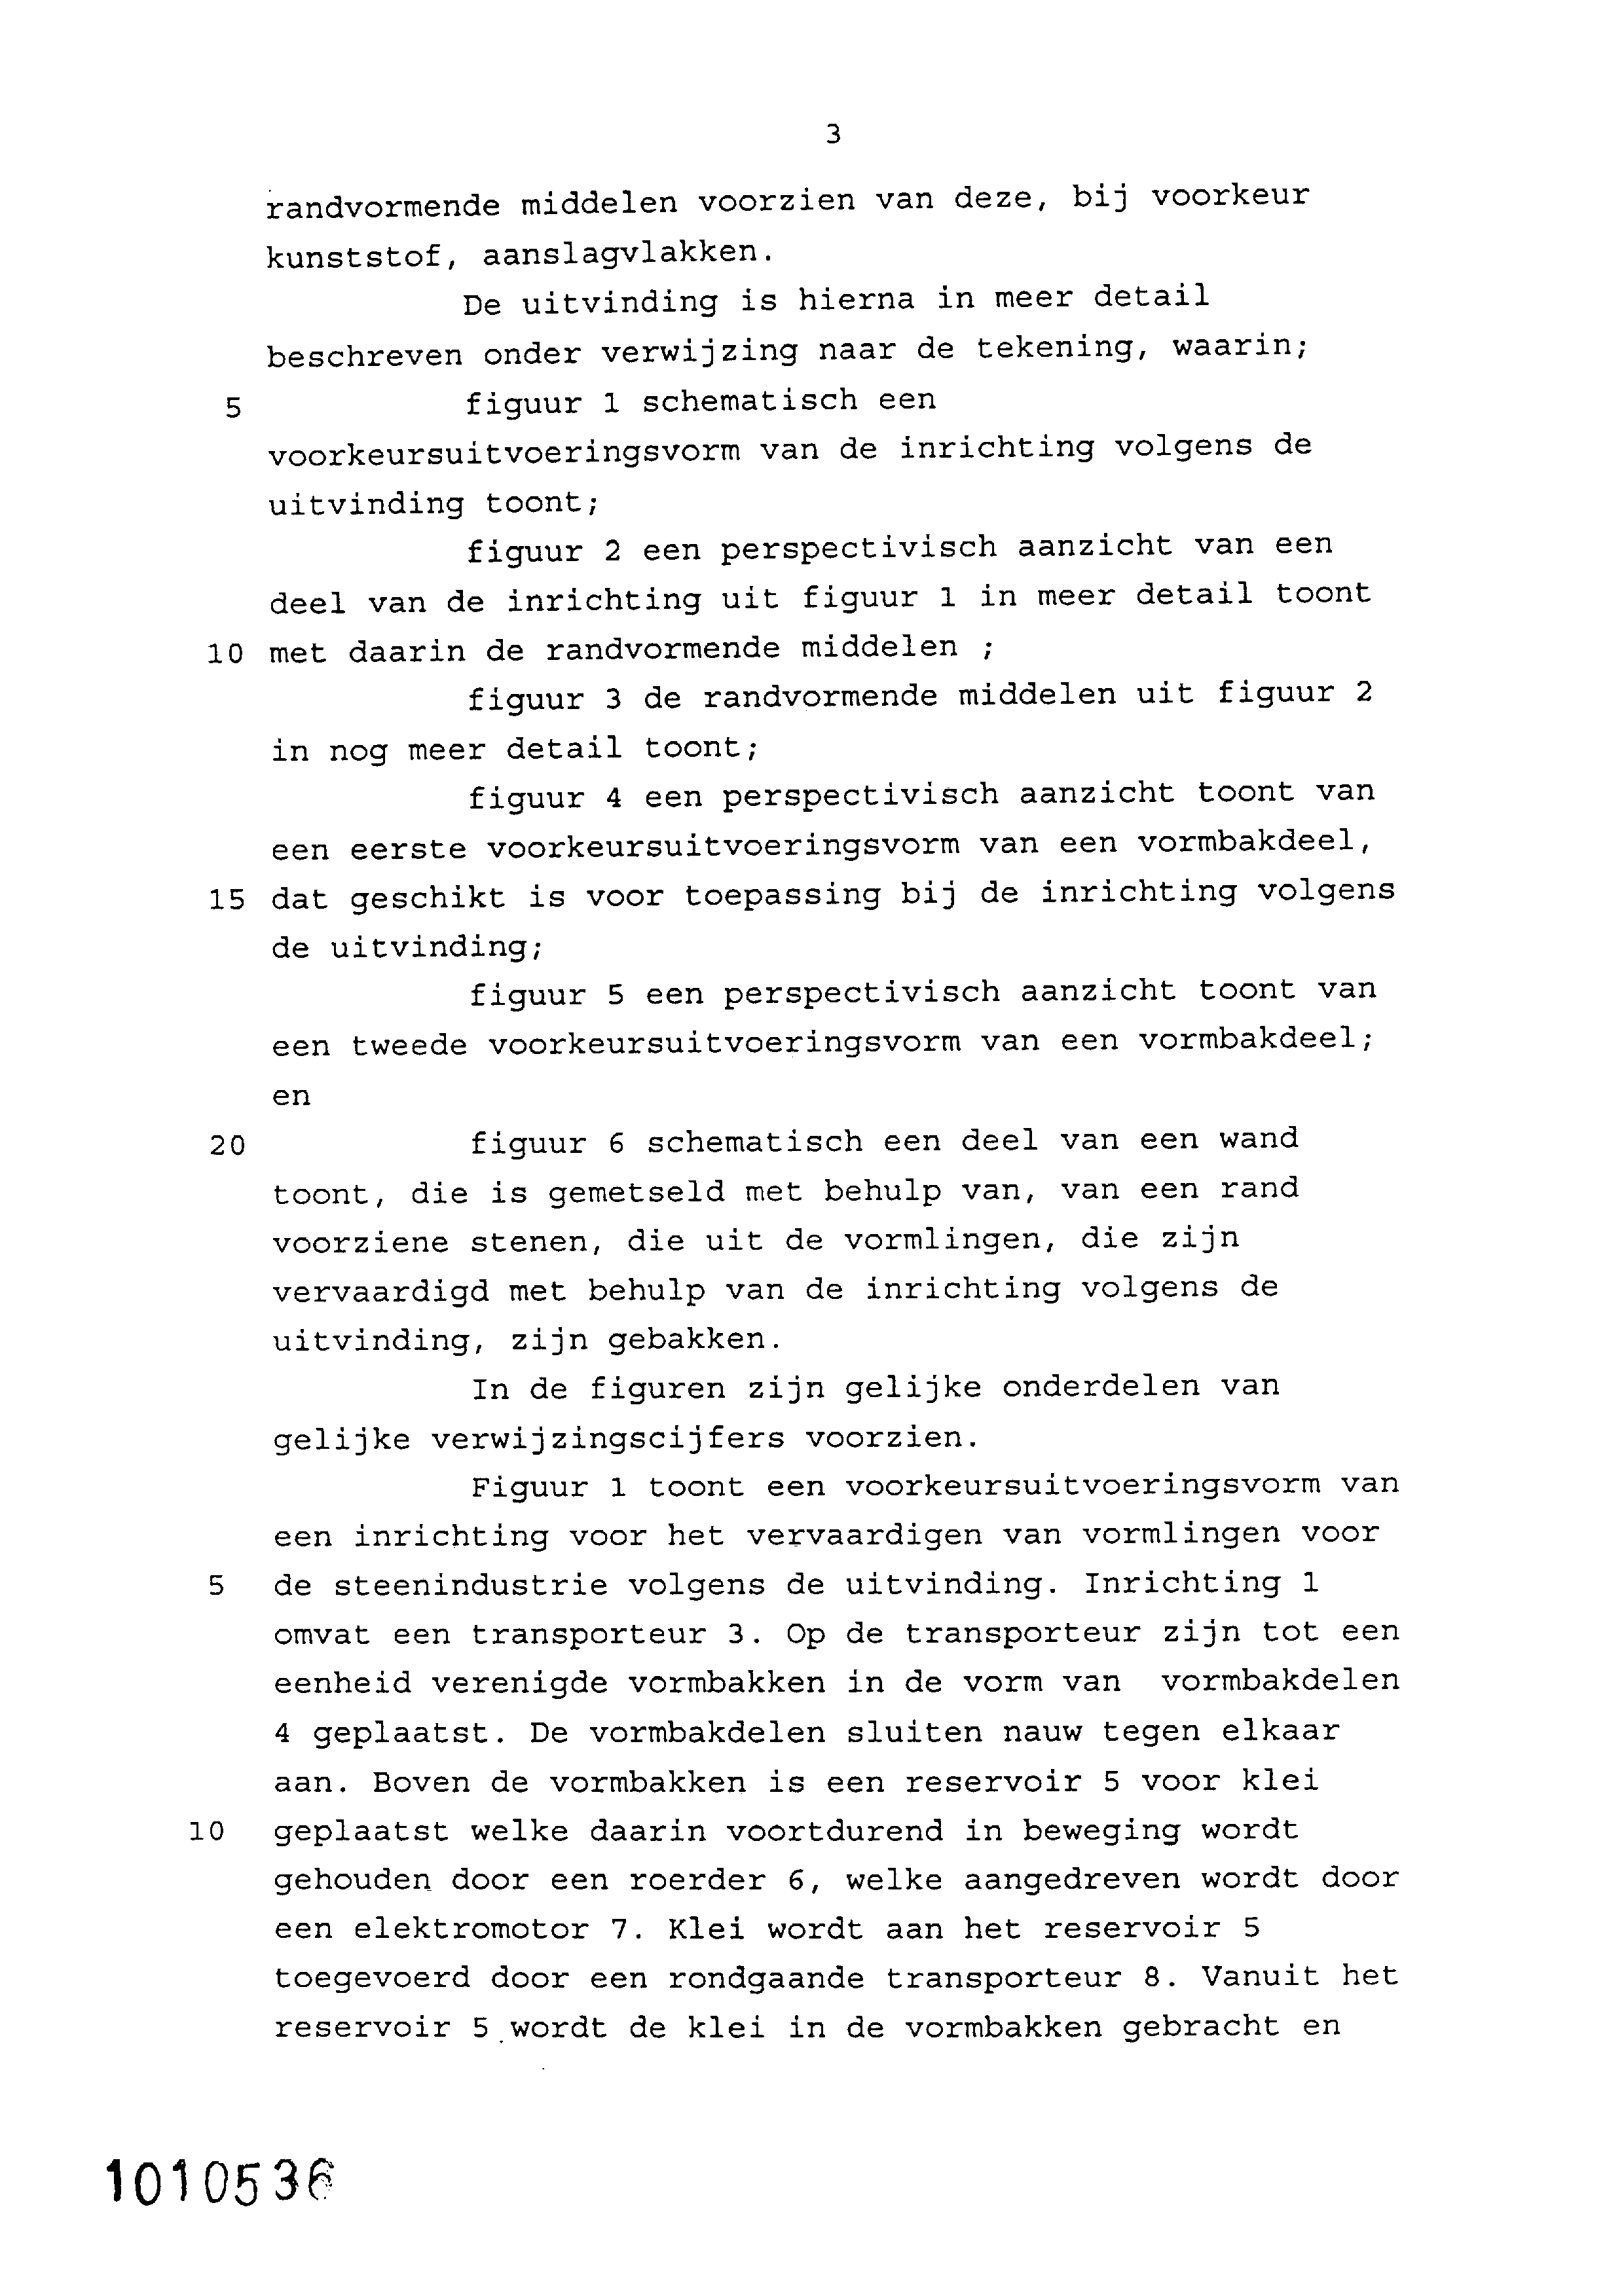 3
randvormende middelen voorzien van deze, bij voorkeur
kunststof, aanslagvlakken.
De uitvinding is hierna in meer detail
beschreven onder verwijzing naar de tekening, waarin;
5 figuur 1 schematisch een
voorkeursuitvoeringsvorm van de inrichting volgens de
uitvinding toont;
figuur 2 een perspectivisch aanzicht van een
deel van de inrichting uit figuur 1 in meer detail toont
10 met daarin de randvormende middelen ;
figuur 3 de randvormende middelen uit figuur 2
in nog meer detail toont;
figuur 4 een perspectivisch aanzicht toont van
een eerste voorkeursuitvoeringsvorm van een vormbakdeel,
15 dat geschikt is voor toepassing bij de inrichting volgens
de uitvinding;
figuur 5 een perspectivisch aanzicht toont van
een tweede voorkeursuitvoeringsvorm van een vormbakdeel;
en
20 figuur 6 schematisch een deel van een wand
toont, die is gemetseld met behulp van, van een rand
voorziene stenen, die uit de vormlingen, die zijn
vervaardigd met behulp van de inrichting volgens de
uitvinding, zijn gebakken.
In de figuren zijn gelijke onderdelen van
gelijke verwijzingscijfers voorzien.
Figuur 1 toont een voorkeursuitvoeringsvorm van
een inrichting voor het vervaardigen van vormlingen voor
5 de steenindustrie volgens de uitvinding. Inrichting 1
omvat een transporteur 3. Op de transporteur zijn tot een
eenheid verenigde vormbakken in de vorm van vormbakdelen
4 geplaatst. De vormbakdelen sluiten nauw tegen elkaar
aan. Boven de vormbakken is een reservoir 5 voor klei
10 geplaatst welke daarin voortdurend in beweging wordt
gehouden door een roerder 6, welke aangedreven wordt door
een elektromotor 7. Klei wordt aan het reservoir 5
toegevoerd door een rondgaande transporteur 8. Vanuit het
reservoir 5 wordt de klei in de vormbakken gebracht en
1010536